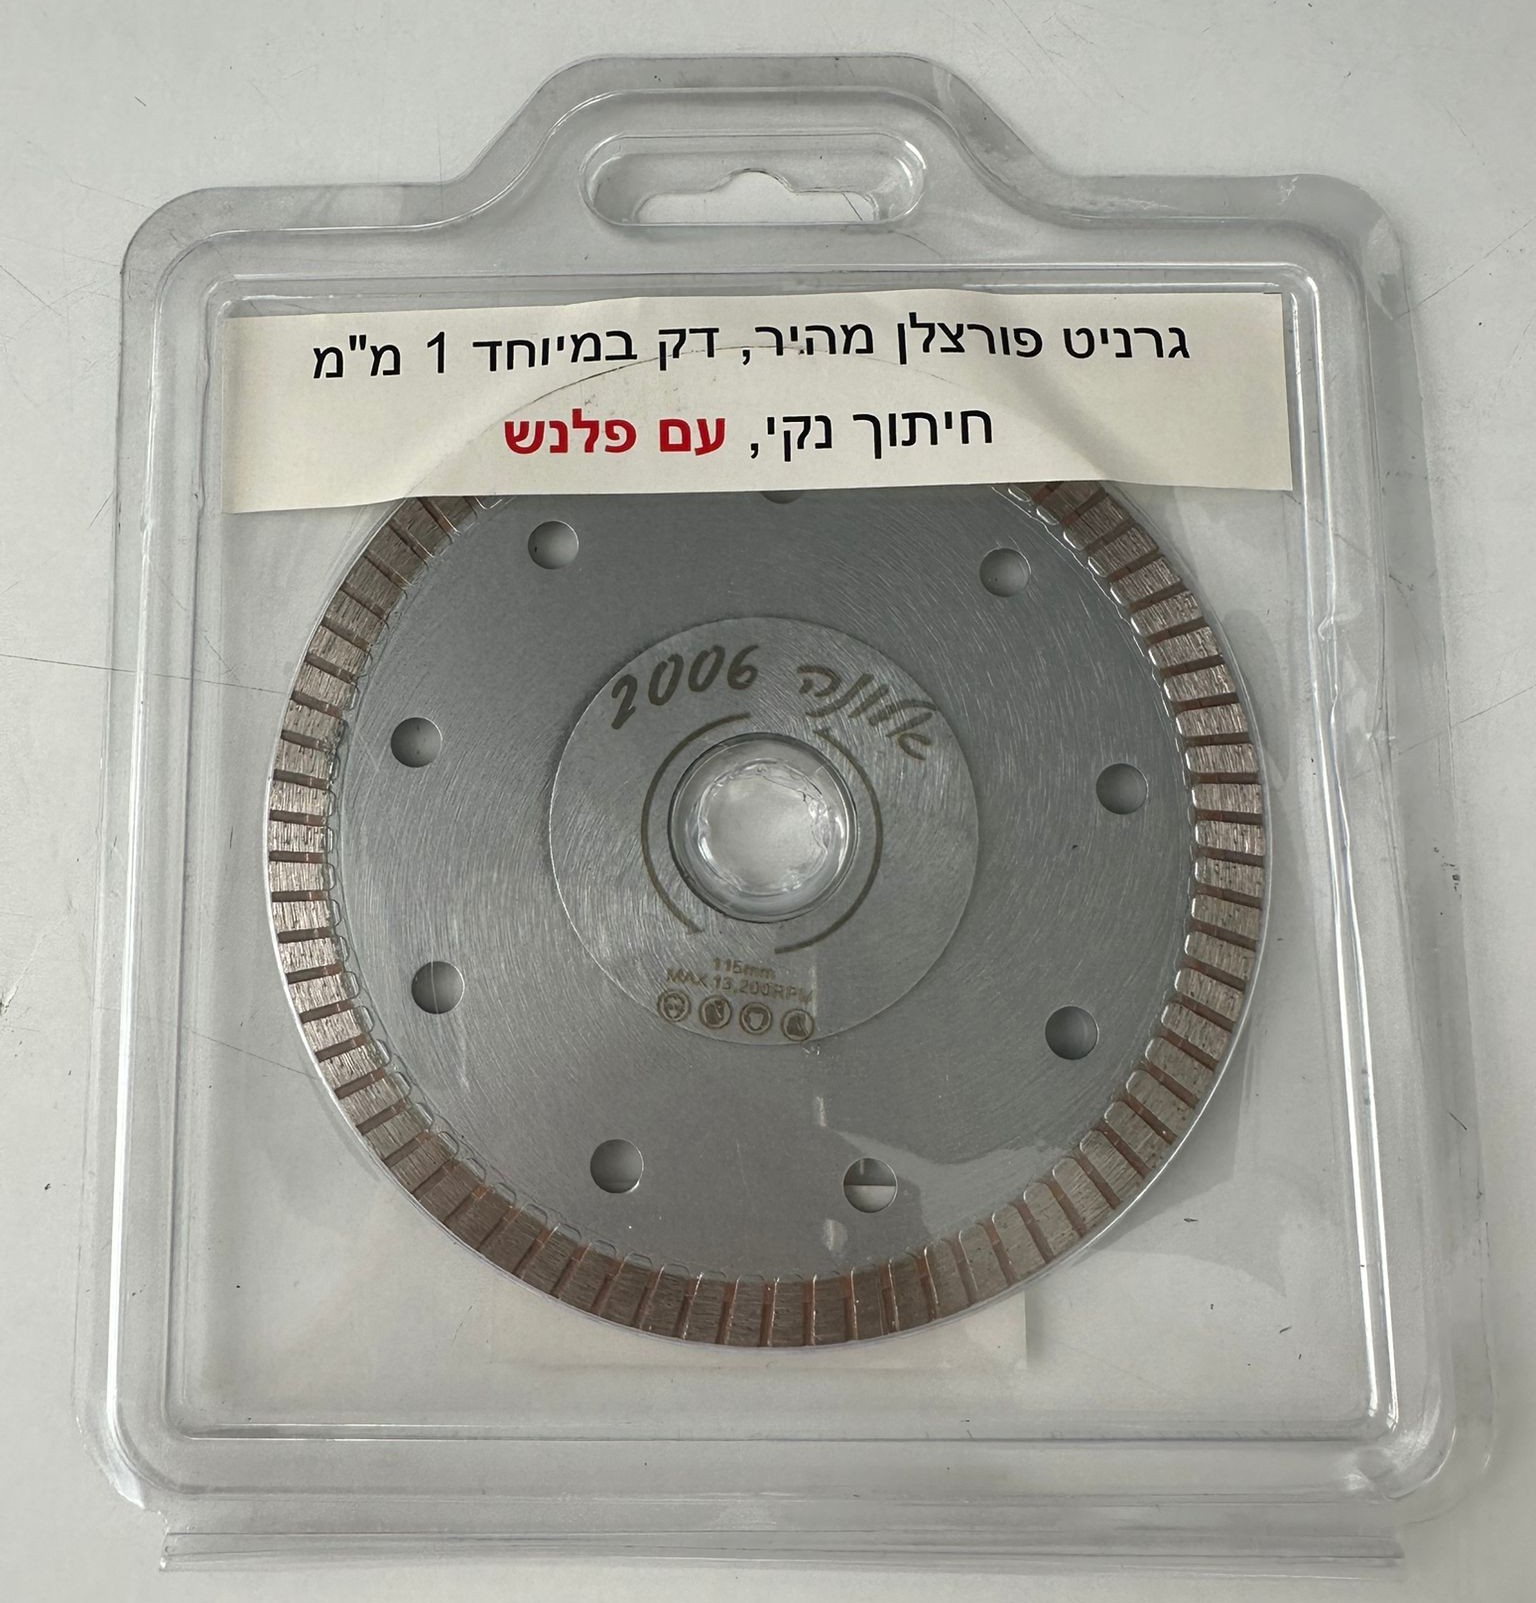 גרניט פורצלן מהיר, דק במיוחד 1 מ"מ
חיתוך נקי, עם פלנש
אלוונה 2006
115mm
MAX 13,200RPM